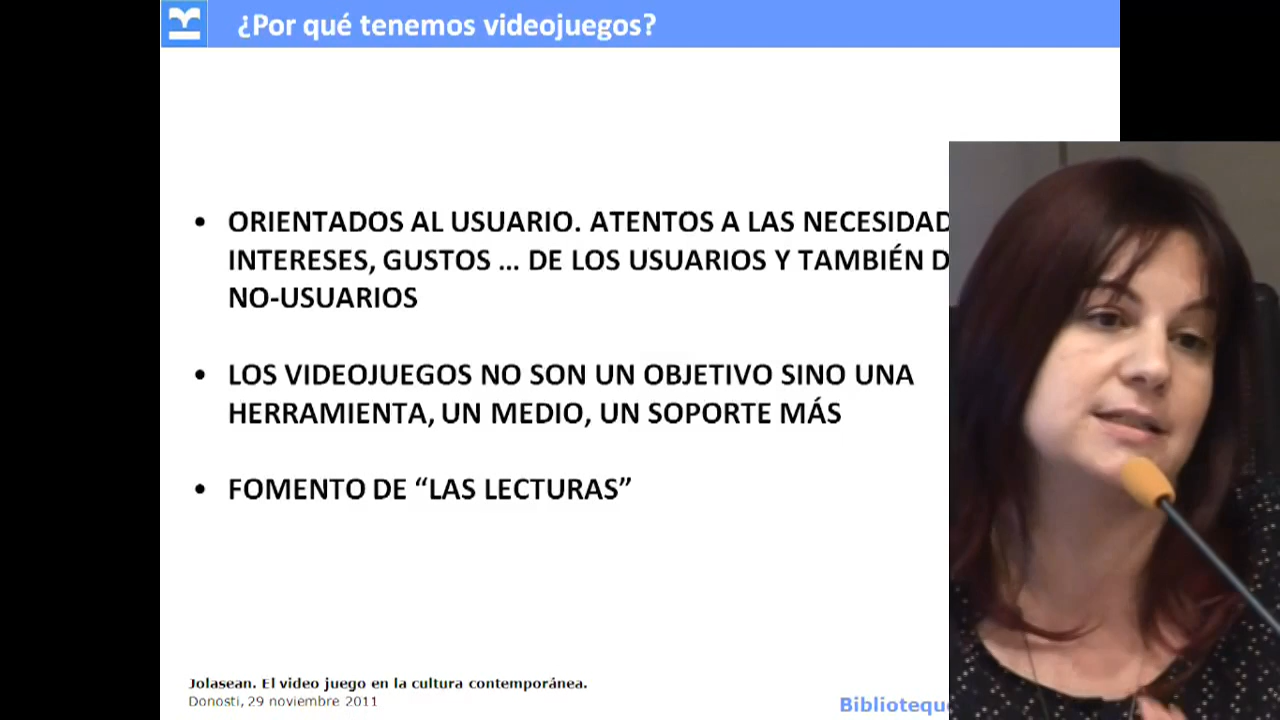 ¿Por qué tenemos videojuegos?
• ORIENTADOS AL USUARIO. ATENTOS A LAS NECESIDAD
INTERESES, GUSTOS ... DE LOS USUARIOS Y TAMBIÉN D
NO-USUARIOS
• LOS VIDEOJUEGOS NO SON UN OBJETIVO SINO UNA
HERRAMIENTA, UN MEDIO, UN SOPORTE MÁS
• FOMENTO DE “LAS LECTURAS”
Jolasean. El video juego en la cultura contemporánea.
Donosti, 29 noviembre 2011
Biblioteque